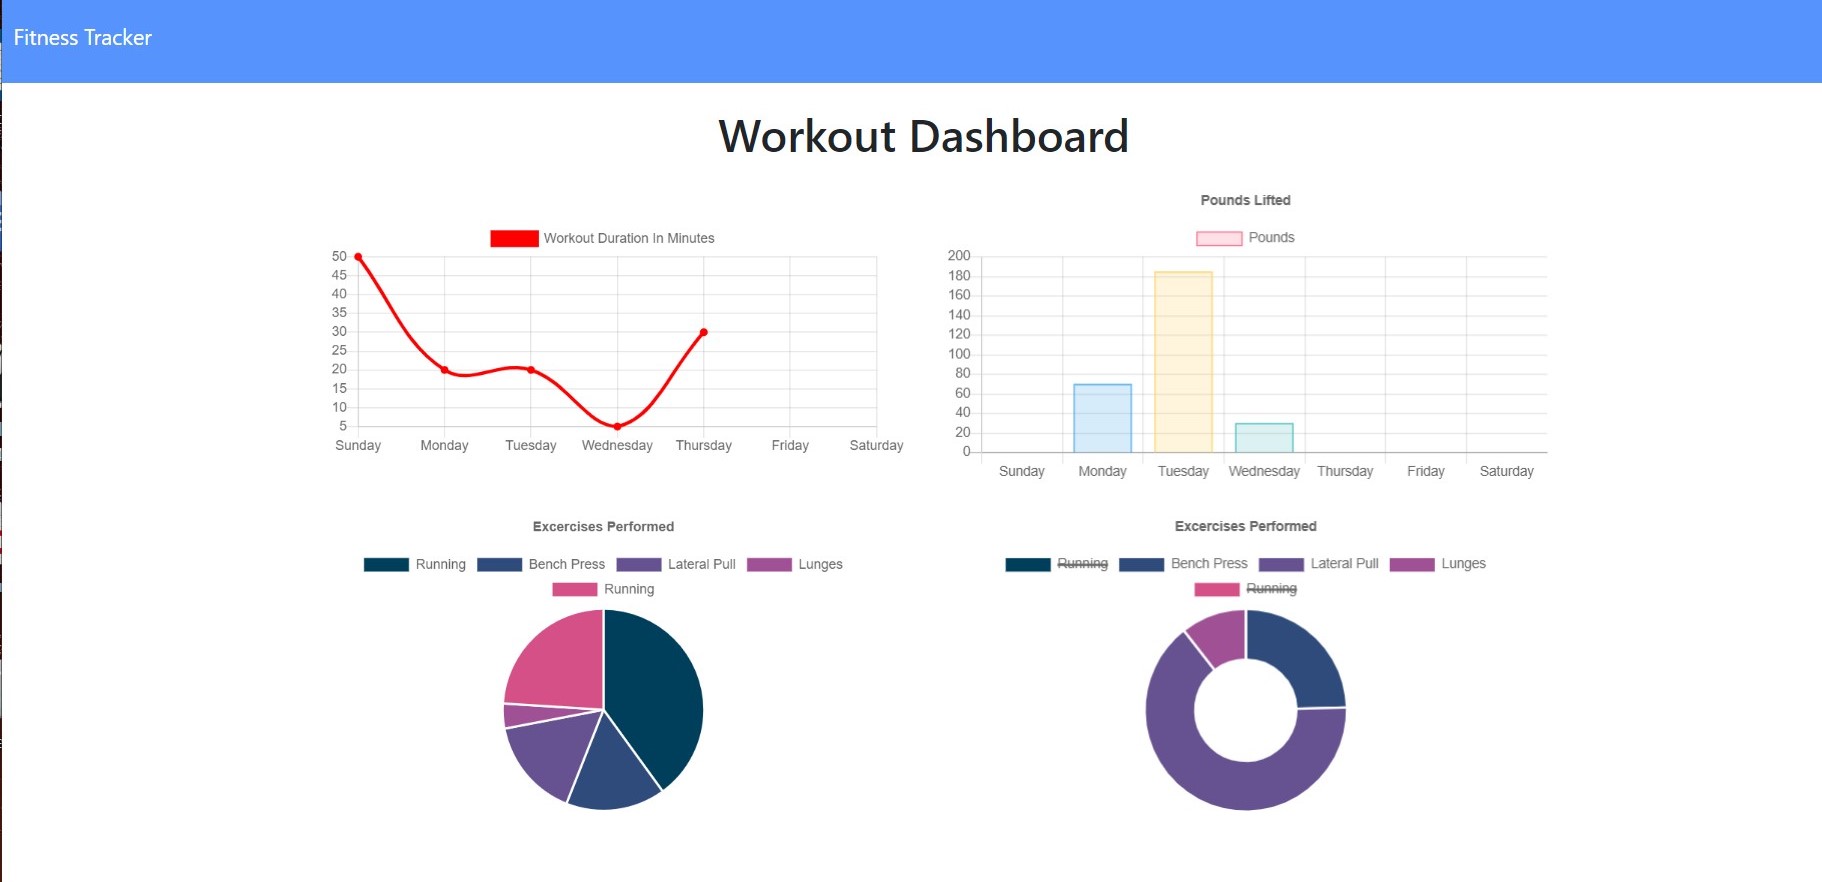 Fitness Tracker
Workout Dashboard
Workout Duration In Minutes
50
45
40
35
30
25
20
15
10
5
Sunday Monday Tuesday Wednesday Thursday Friday Saturday
Pounds Lifted
Pounds
200
180
160
140
120
100
80
60
40
20
0
Sunday Monday Tuesday Wednesday Thursday Friday Saturday
Excercises Performed
Running Bench Press Lateral Pull Lunges
Running
Excercises Performed
Running Bench Press Lateral Pull Lunges
Running